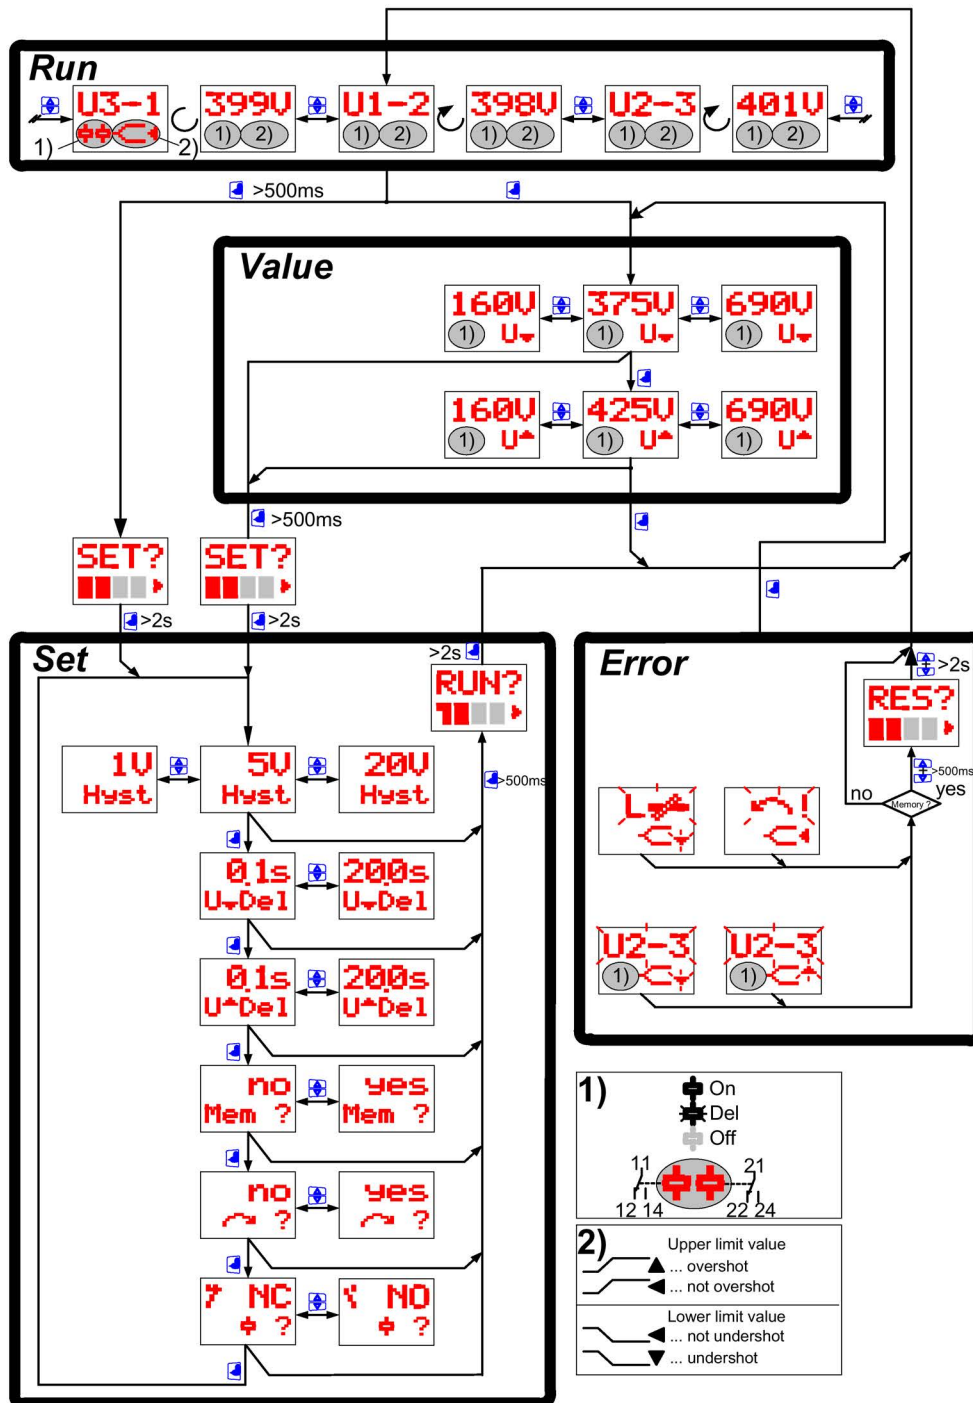 Run
U3-1 399V U1-2 398V U2-3 401V
1) 2) 1) 2) 1) 2) 1) 2) 1) 2) 1) 2)
>500ms
Value
160V 375V 690V
1) U 1) U 1) U
160V 425V 690V
1) U 1) U 1) U
>500ms
SET? SET?
>2s >2s
Set
>2s
RUN?
>500ms
1V 5V 20V
Hyst Hyst Hyst
0.1s 20.0s
U Del U Del
0.1s 20.0s
U Del U Del
no yes
Mem ? Mem ?
no yes
? ?
NC NO
? ?
Error
>2s
RES?
>500ms
no yes
Memory ?
L !
U2-3 U2-3
1) 1)
1)
On
Del
Off
11 21
12 14 22 24
2)
Upper limit value
... overshot
... not overshot
Lower limit value
... not undershot
... undershot